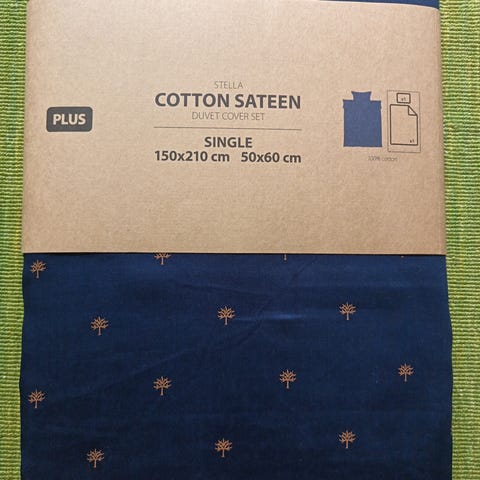 STELLA
COTTON SATEEN
DUVET COVER SET
PLUS
SINGLE
150x210 cm 50x60 cm
x1
x1
100% cotton